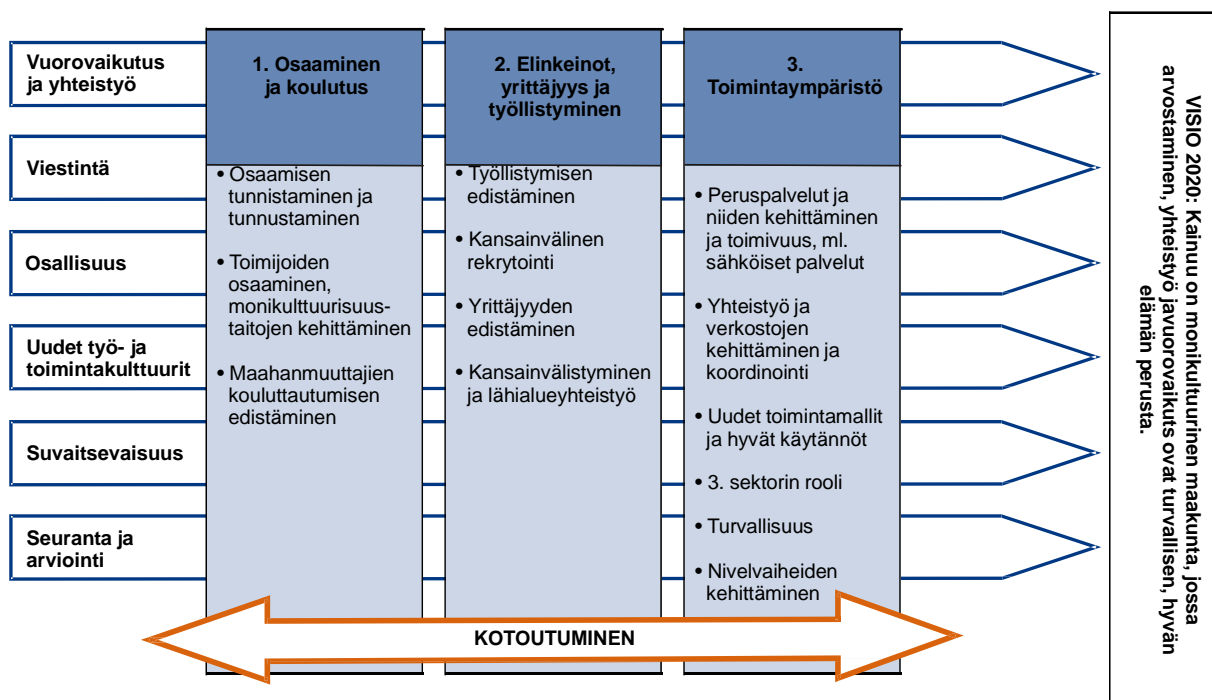 Vuorovaikutus
ja yhteistyö
Viestintä
Osallisuus
Uudet työ- ja
toimintakulttuurit
Suvaitsevaisuus
Seuranta ja
arviointi
1. Osaaminen
ja koulutus
• Osaamisen
tunnistaminen ja
tunnustaminen
• Toimijoiden
osaaminen,
monikulttuurisuus-
taitojen kehittäminen
• Maahanmuuttajien
kouluttautumisen
edistäminen
2. Elinkeinot,
yrittäjyys ja
työllistyminen
• Työllistymisen
edistäminen
• Kansainvälinen
rekrytointi
• Yrittäjyyden
edistäminen
• Kansainvälistyminen
ja lähialueyhteistyö
3.
Toimintaympäristö
• Peruspalvelut ja
niiden kehittäminen
ja toimivuus, ml.
sähköiset palvelut
• Yhteistyö ja
verkostojen
kehittäminen ja
koordinointi
• Uudet toimintamallit
ja hyvät käytännöt
• 3. sektorin rooli
• Turvallisuus
• Nivelvaiheiden
kehittäminen
KOTOUTUMINEN
VISIO 2020: Kainuu on monikultuurinen maakunta, jossa
arvostaminen, yhteistyö javuorovaikuts ovat turvallisen, hyvän
elämän perusta.